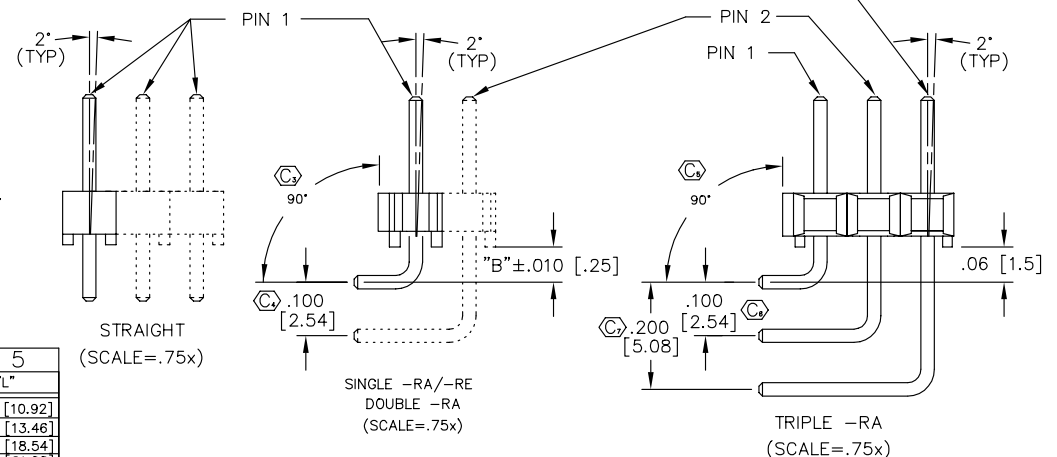 PIN 1
2°
(TYP)
STRAIGHT
(SCALE=.75x)
2°
(TYP)
C3
90°
"B"±.010 [.25]
C4 .100
[2.54]
SINGLE -RA/-RE
DOUBLE -RA
(SCALE=.75x)
PIN 2
PIN 1
2°
(TYP)
C5
90°
.06 [1.5]
.100
[2.54] C6
C7 .200
[5.08]
TRIPLE -RA
(SCALE=.75x)
5
"L"
[10.92]
[13.46]
[18.54]